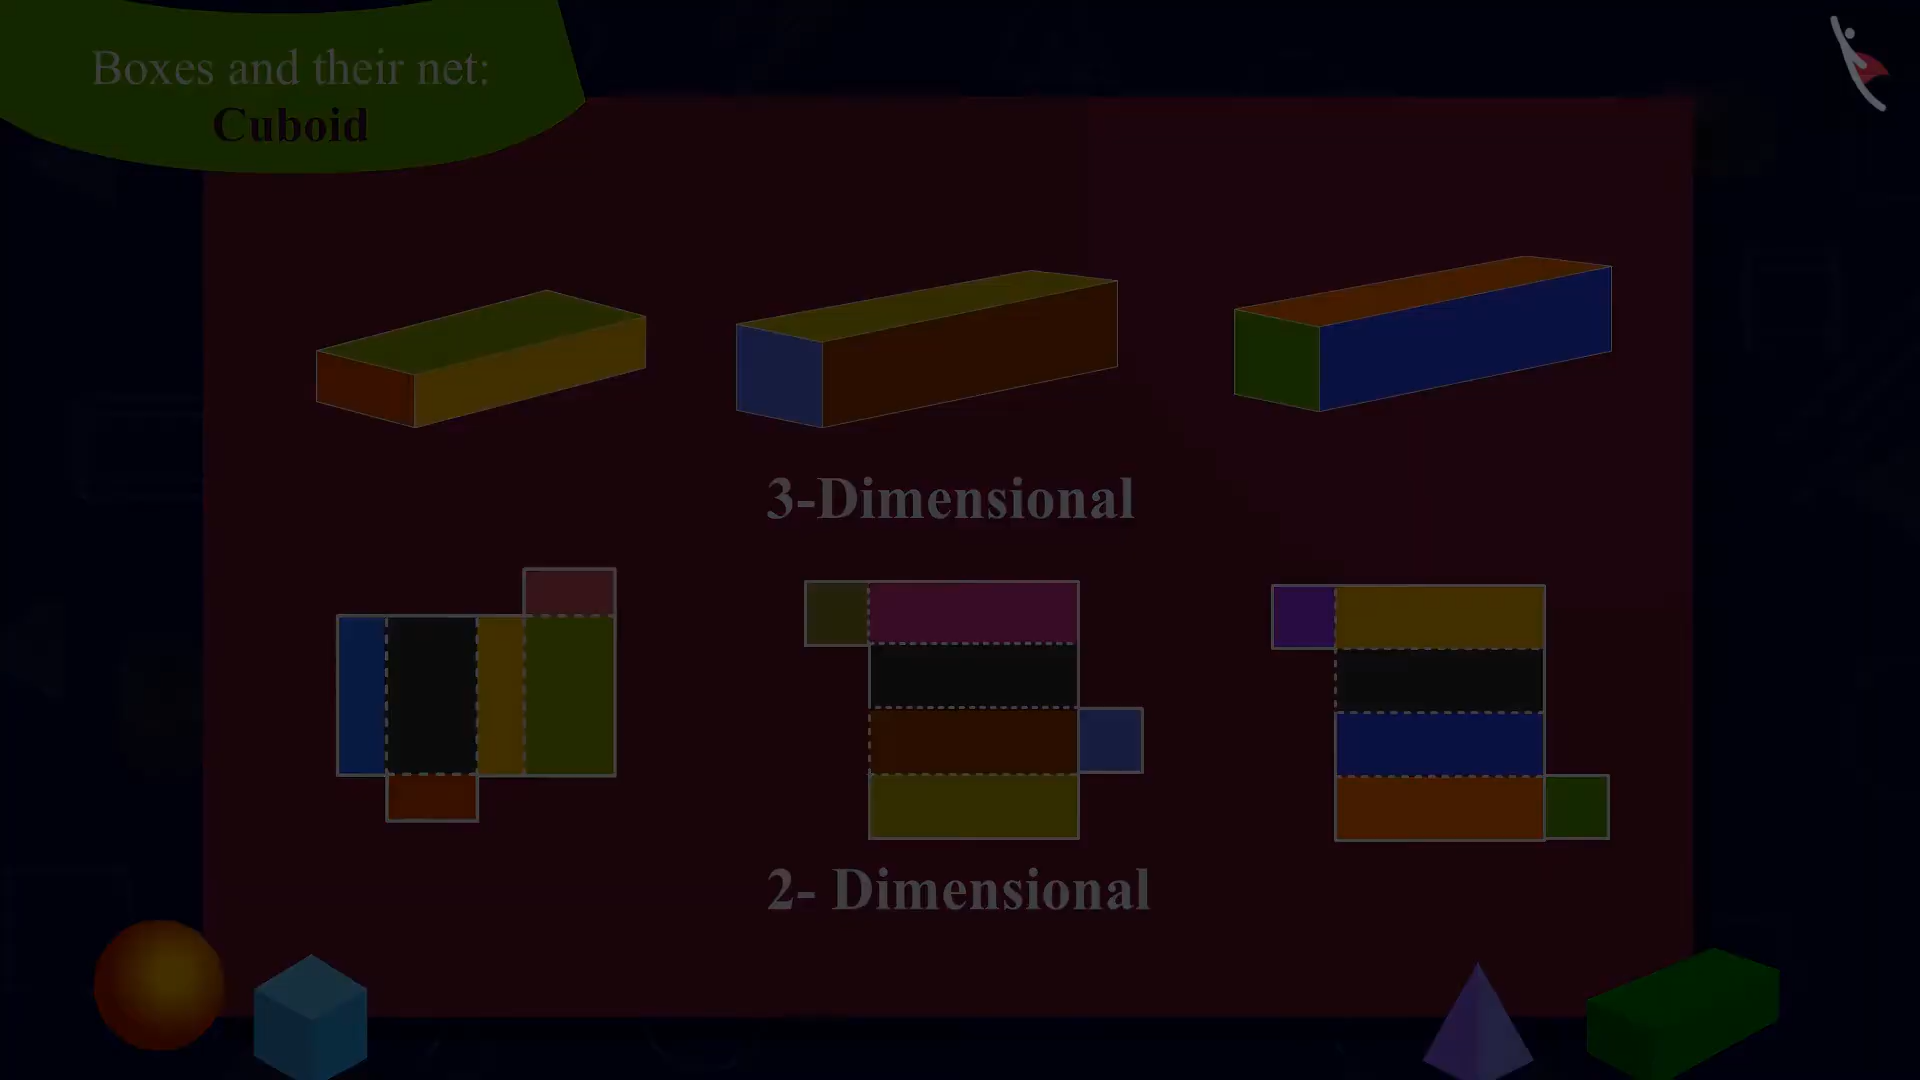 Boxes and their net:
Cuboid
3-Dimensional
2- Dimensional